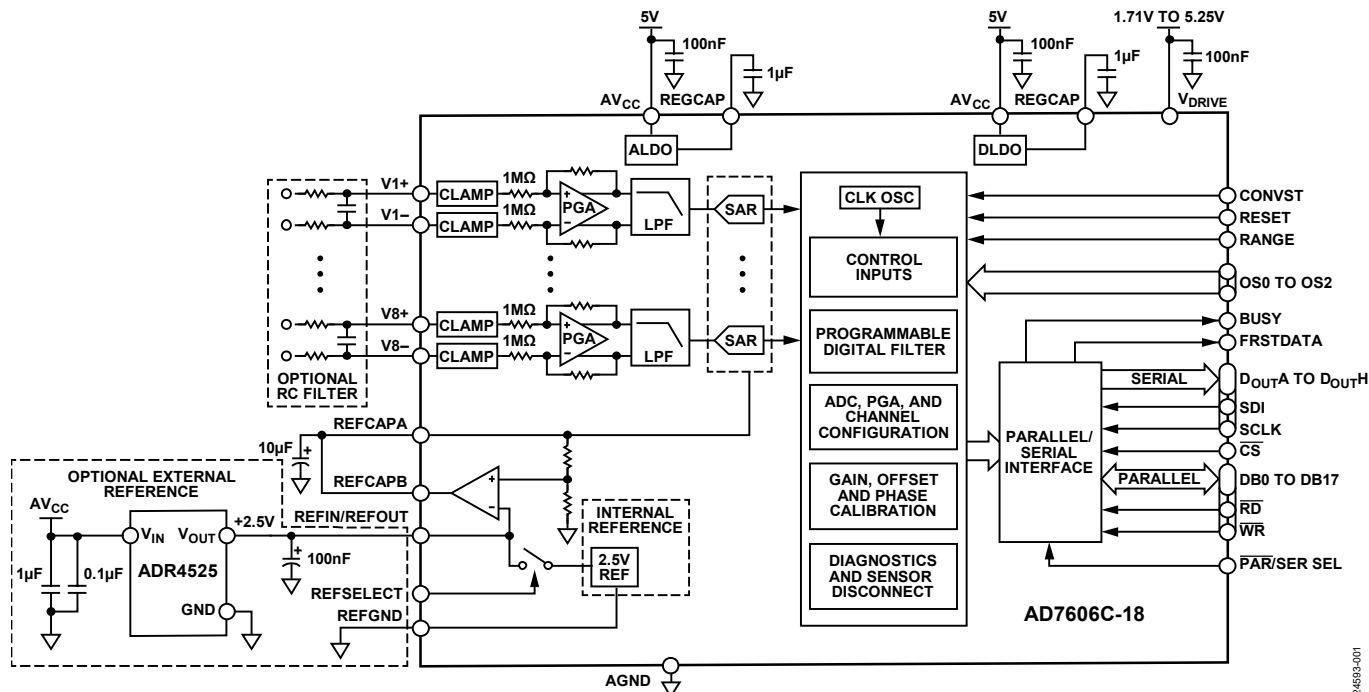 5V
100nF
1µF
AVCC
REGCAP
ALDO
5V
100nF
1µF
AVCC
REGCAP
DLDO
1.71V TO 5.25V
100nF
VDRIVE
V1+
V1−
CLAMP
CLAMP
1MΩ
1MΩ
+
PGA
−
LPF
SAR
V8+
V8−
CLAMP
CLAMP
1MΩ
1MΩ
+
PGA
−
LPF
SAR
OPTIONAL
RC FILTER
CLK OSC
CONTROL
INPUTS
PROGRAMMABLE
DIGITAL FILTER
ADC, PGA, AND
CHANNEL
CONFIGURATION
GAIN, OFFSET
AND PHASE
CALIBRATION
DIAGNOSTICS
AND SENSOR
DISCONNECT
PARALLEL/
SERIAL
INTERFACE
SERIAL
PARALLEL
CONVST
RESET
RANGE
OS0 TO OS2
BUSY
FRSTDATA
DOUTA TO DOUTH
SDI
SCLK
CS
DB0 TO DB17
RD
WR
PAR/SER SEL
AD7606C-18
REFCAPA
10µF
+
REFCAPB
+
−
OPTIONAL EXTERNAL
REFERENCE
AVCC
VIN
VOUT
+2.5V
ADR4525
GND
1µF
0.1µF
+
100nF
REFIN/REFOUT
REFSELECT
REFGND
INTERNAL
REFERENCE
2.5V
REF
AGND
24593-001